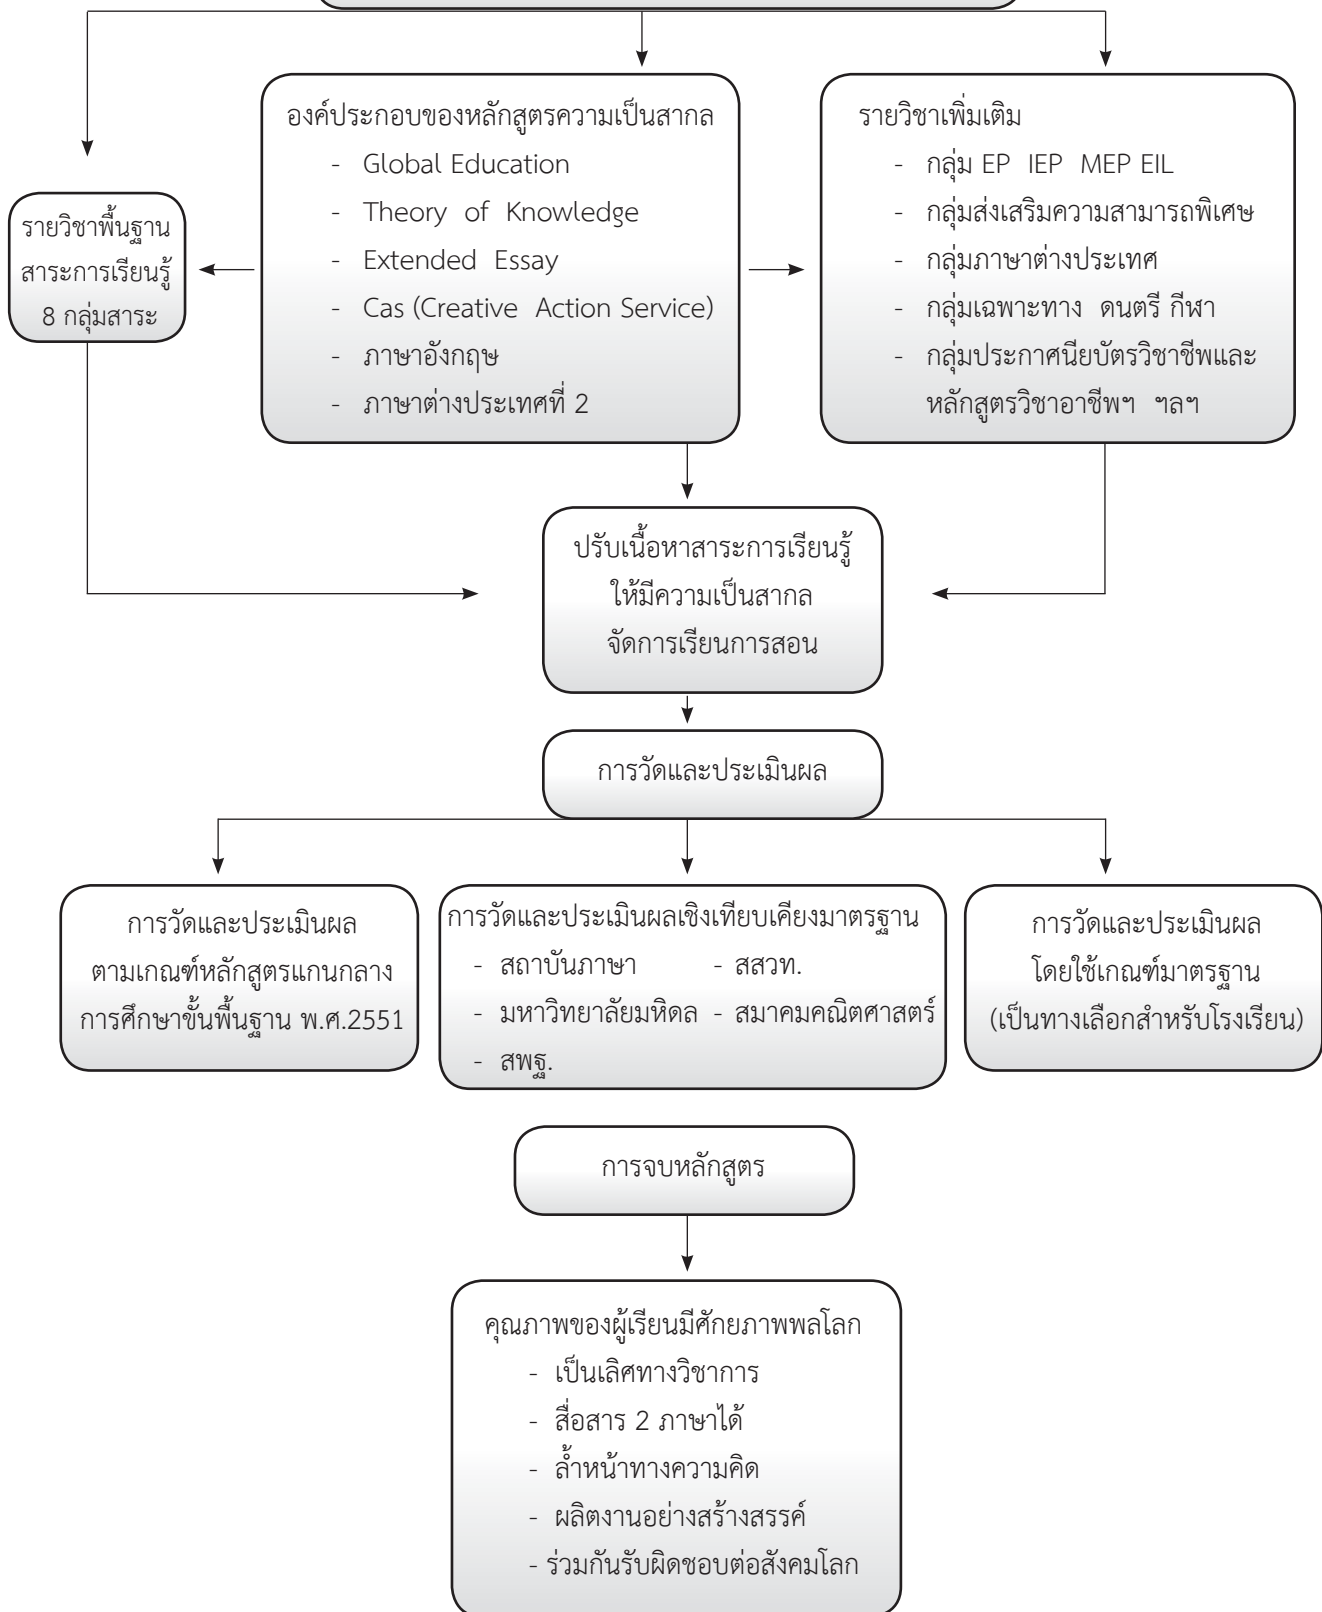 องค์ประกอบของหลักสูตรความเป็นสากล
- Global Education
- Theory of Knowledge
- Extended Essay
- Cas (Creative Action Service)
- ภาษาอังกฤษ
- ภาษาต่างประเทศที่ 2
รายวิชาเพิ่มเติม
- กลุ่ม EP IEP MEP EIL
- กลุ่มส่งเสริมความสามารถพิเศษ
- กลุ่มภาษาต่างประเทศ
- กลุ่มเฉพาะทาง ดนตรี กีฬา
- กลุ่มประกาศนียบัตรวิชาชีพและ
หลักสูตรวิชาอาชีพฯ ฯลฯ
รายวิชาพื้นฐาน
สาระการเรียนรู้
8 กลุ่มสาระ
ปรับเนื้อหาสาระการเรียนรู้
ให้มีความเป็นสากล
จัดการเรียนการสอน
การวัดและประเมินผล
การวัดและประเมินผล
ตามเกณฑ์หลักสูตรแกนกลาง
การศึกษาขั้นพื้นฐาน พ.ศ.2551
การวัดและประเมินผลเชิงเทียบเคียงมาตรฐาน
- สถาบันภาษา - สสวท.
- มหาวิทยาลัยมหิดล - สมาคมคณิตศาสตร์
- สพฐ.
การวัดและประเมินผล
โดยใช้เกณฑ์มาตรฐาน
(เป็นทางเลือกสำหรับโรงเรียน)
การจบหลักสูตร
คุณภาพของผู้เรียนมีศักยภาพพลโลก
- เป็นเลิศทางวิชาการ
- สื่อสาร 2 ภาษาได้
- ล้ำหน้าทางความคิด
- ผลิตงานอย่างสร้างสรรค์
- ร่วมกันรับผิดชอบต่อสังคมโลก